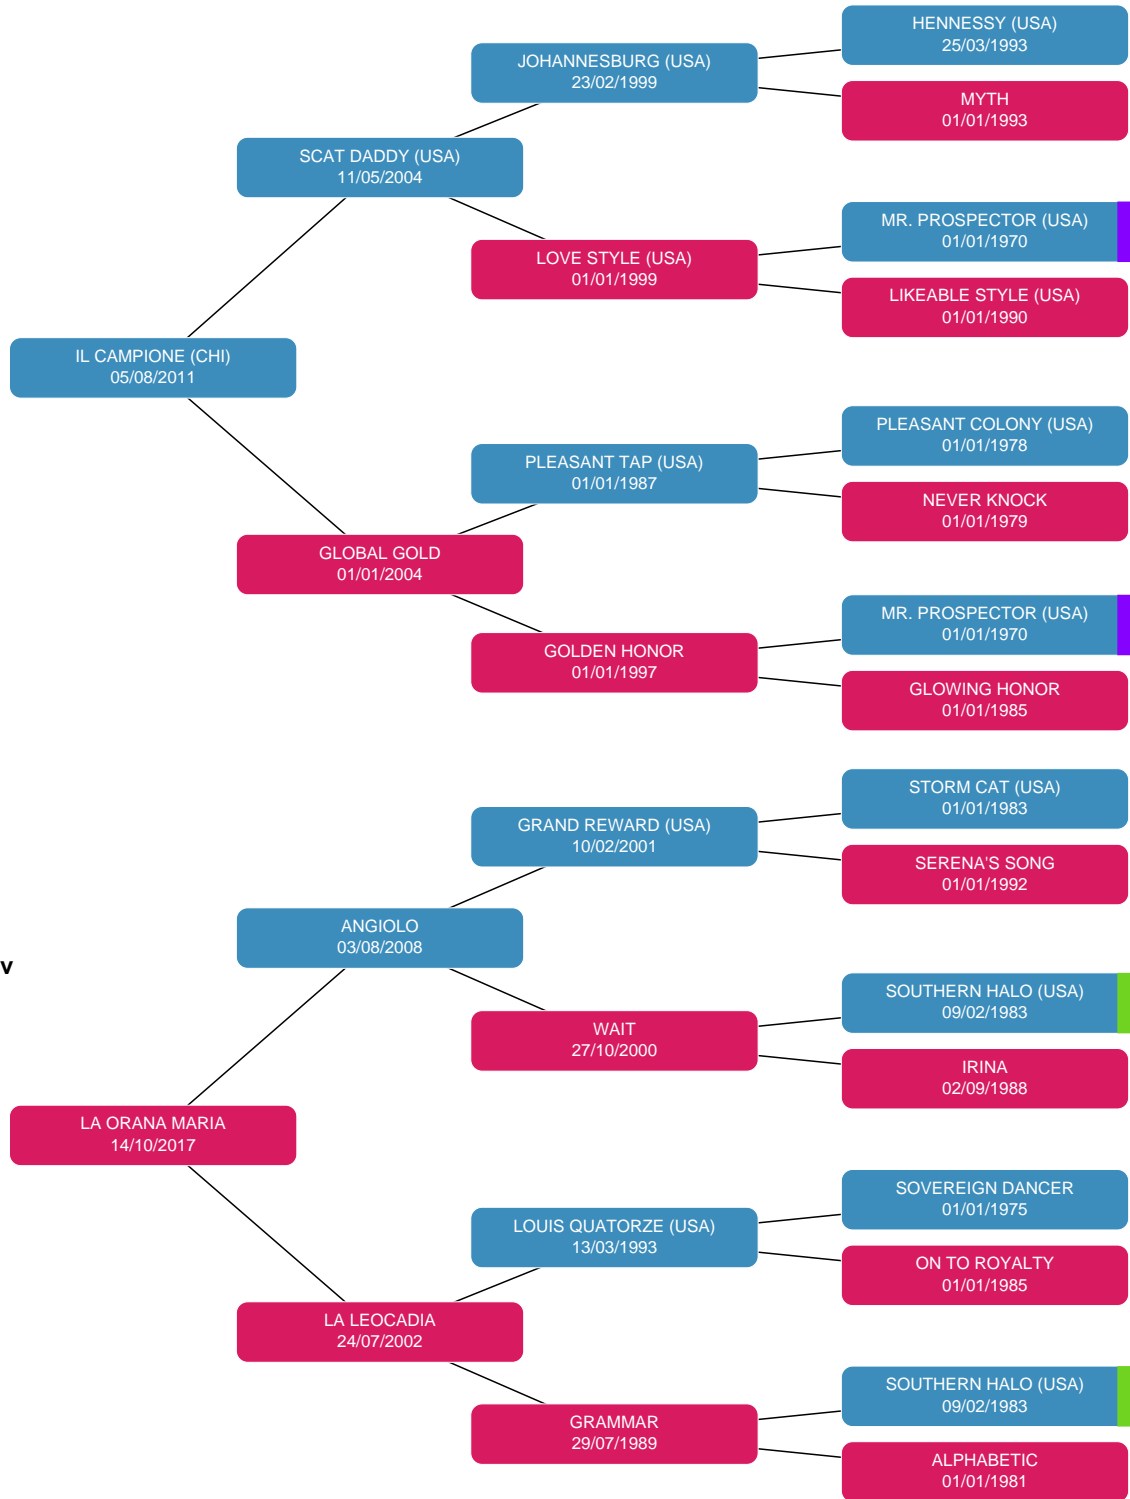 HENNESSY (USA)
25/03/1993
JOHANNESBURG (USA)
23/02/1999
MYTH
01/01/1993
SCAT DADDY (USA)
11/05/2004
MR. PROSPECTOR (USA)
01/01/1970
LOVE STYLE (USA)
01/01/1999
LIKEABLE STYLE (USA)
01/01/1990
IL CAMPIONE (CHI)
05/08/2011
PLEASANT COLONY (USA)
01/01/1978
PLEASANT TAP (USA)
01/01/1987
NEVER KNOCK
01/01/1979
GLOBAL GOLD
01/01/2004
MR. PROSPECTOR (USA)
01/01/1970
GOLDEN HONOR
01/01/1997
GLOWING HONOR
01/01/1985
STORM CAT (USA)
01/01/1983
GRAND REWARD (USA)
10/02/2001
SERENA'S SONG
01/01/1992
ANGIOLO
03/08/2008
v
SOUTHERN HALO (USA)
09/02/1983
WAIT
27/10/2000
IRINA
02/09/1988
LA ORANA MARIA
14/10/2017
SOVEREIGN DANCER
01/01/1975
LOUIS QUATORZE (USA)
13/03/1993
ON TO ROYALTY
01/01/1985
LA LEOCADIA
24/07/2002
SOUTHERN HALO (USA)
09/02/1983
GRAMMAR
29/07/1989
ALPHABETIC
01/01/1981